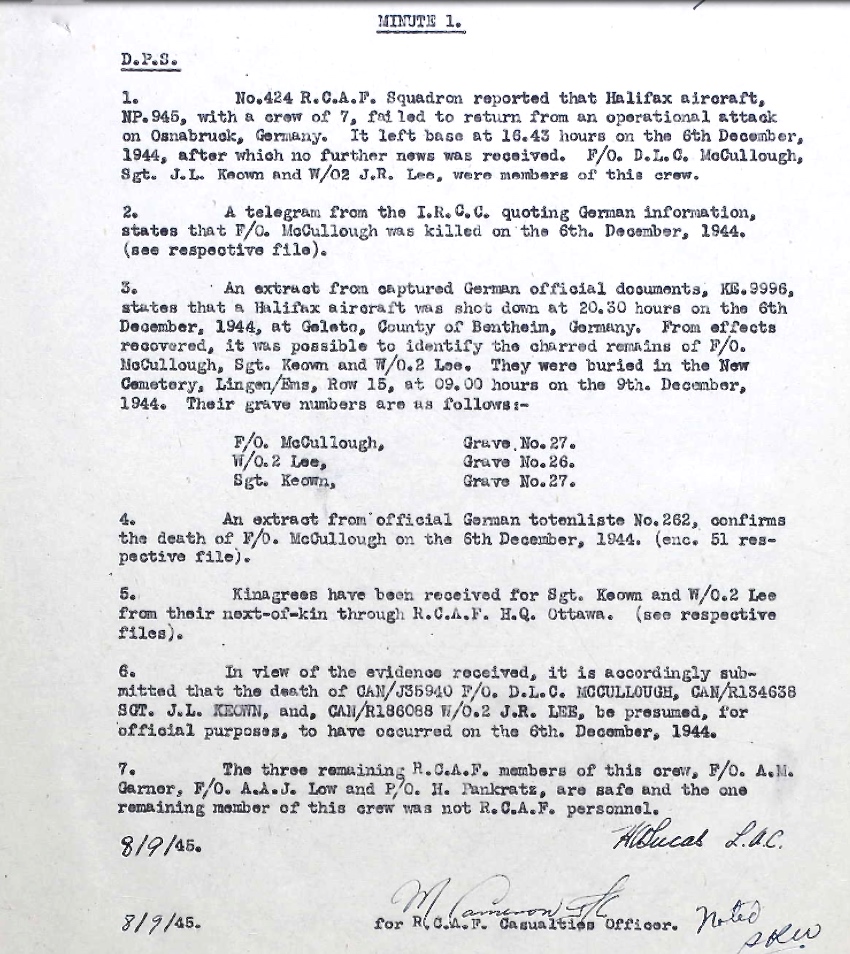 MINUTE 1.
D.P.S.
1. No.424 R.C.A.F. Squadron reported that Halifax aircraft,
NP.945, with a crew of 7, failed to return from an operational attack
on Osnabruck, Germany. It left base at 16.43 hours on the 6th December,
1944, after which no further news was received. F/O. D.L.C. McCullough,
Sgt. J.L. Keown and W/O2 J.R. Lee, were members of this crew.
2. A telegram from the I.R.C.C. quoting German information,
states that F/O. McCullough was killed on the 6th. December, 1944.
(see respective file).
3. An extract from captured German official documents, KE.9996,
states that a Halifax aircraft was shot down at 20.30 hours on the 6th
December, 1944, at Geleto, County of Bentheim, Germany. From effects
recovered, it was possible to identify the charred remains of F/O.
McCullough, Sgt. Keown and W/O.2 Lee. They were buried in the New
Cemetery, Lingen/Ems, Row 15, at 09.00 hours on the 9th. December,
1944. Their grave numbers are as follows:-
F/O. McCullough, Grave No.27.
W/O.2 Lee, Grave No.26.
Sgt. Keown, Grave No.27.
4. An extract from official German totenliste No.262, confirms
the death of F/O. McCullough on the 6th December, 1944. (enc. 51 res-
pective file).
5. Kinagrees have been received for Sgt. Keown and W/O.2 Lee
from their next-of-kin through R.C.A.F. H.Q. Ottawa. (see respective
files).
6. In view of the evidence received, it is accordingly sub-
mitted that the death of CAN/J35940 F/O. D.L.C. MCCULLOUGH, CAN/R134638
SGT. J.L. KEOWN, and, CAN/R186088 W/O.2 J.R. LEE, be presumed, for
official purposes, to have occurred on the 6th. December, 1944.
7. The three remaining R.C.A.F. members of this crew, F/O. A.M.
Garner, F/O. A.A.J. Low and P/O. H. Pankratz, are safe and the one
remaining member of this crew was not R.C.A.F. personnel.
8/9/45. Lucas L.A.C.
M. Cameron
8/9/45. for R.C.A.F. Casualties Officer. Noted